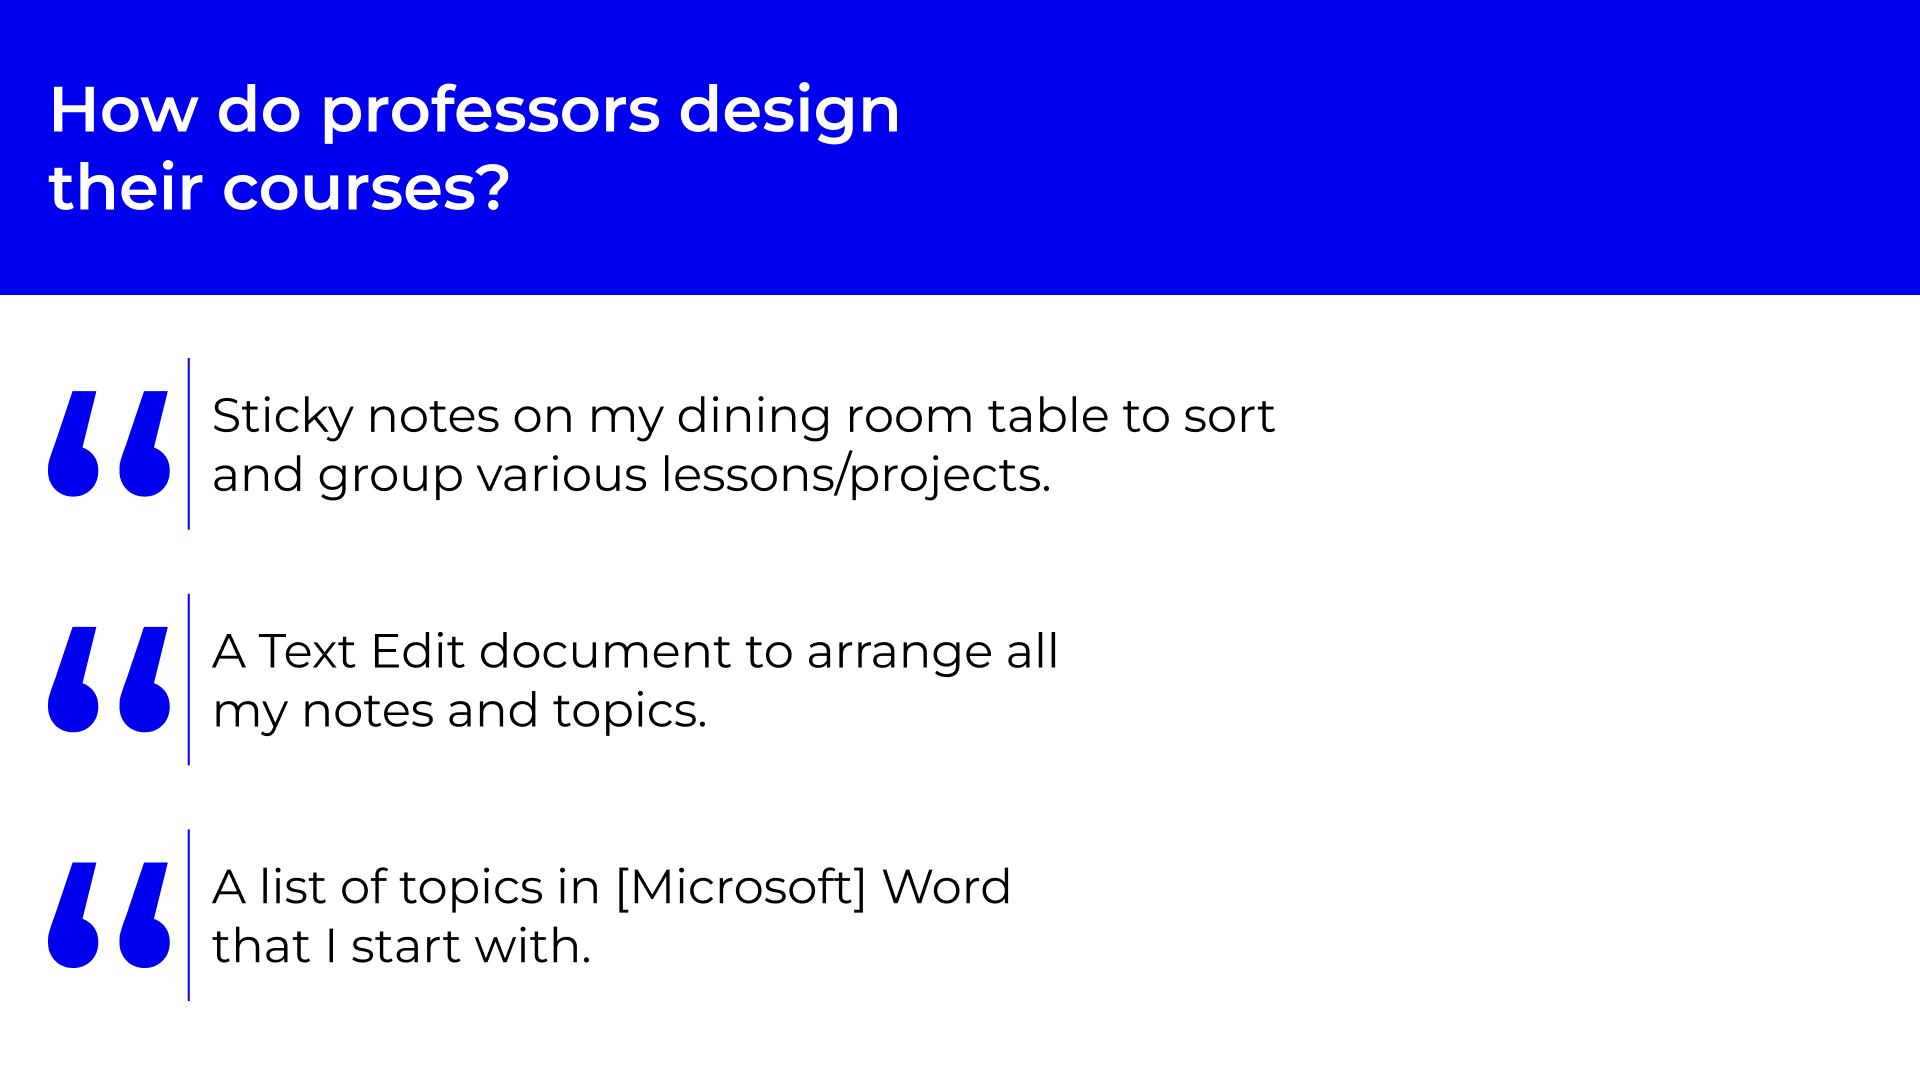 How do professors design
their courses?
“ Sticky notes on my dining room table to sort
and group various lessons/projects.
“ A Text Edit document to arrange all
my notes and topics.
“ A list of topics in [Microsoft] Word
that I start with.